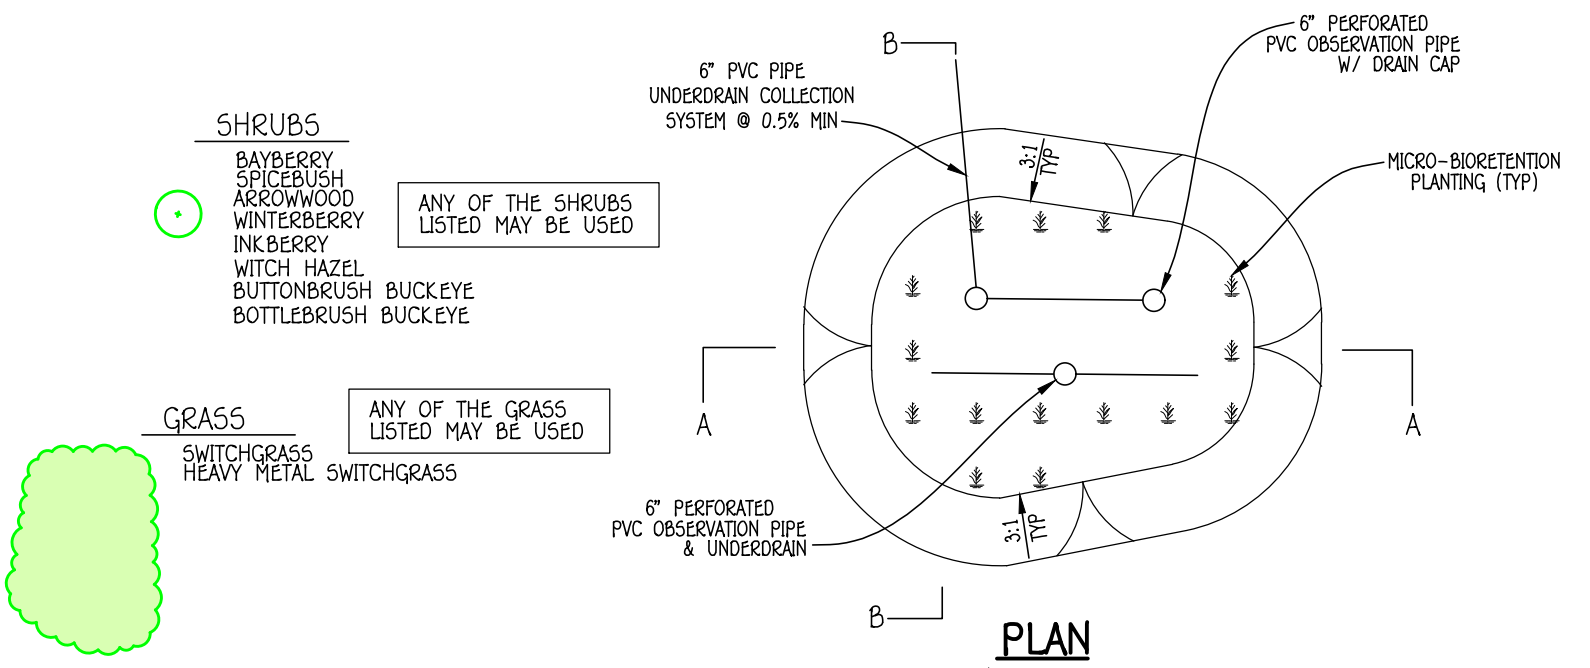 SHRUBS
BAYBERRY
SPICEBUSH
ARROWWOOD
WINTERBERRY
INKBERRY
WITCH HAZEL
BUTTONBRUSH BUCKEYE
BOTTLEBRUSH BUCKEYE
ANY OF THE SHRUBS
LISTED MAY BE USED
GRASS
SWITCHGRASS
HEAVY METAL SWITCHGRASS
ANY OF THE GRASS
LISTED MAY BE USED
B
6" PVC PIPE
UNDERDRAIN COLLECTION
SYSTEM @ 0.5% MIN
6" PERFORATED
PVC OBSERVATION PIPE
W/ DRAIN CAP
3:1
TYP
MICRO-BIORETENTION
PLANTING (TYP)
A
A
6" PERFORATED
PVC OBSERVATION PIPE
& UNDERDRAIN
3:1
TYP
B
PLAN